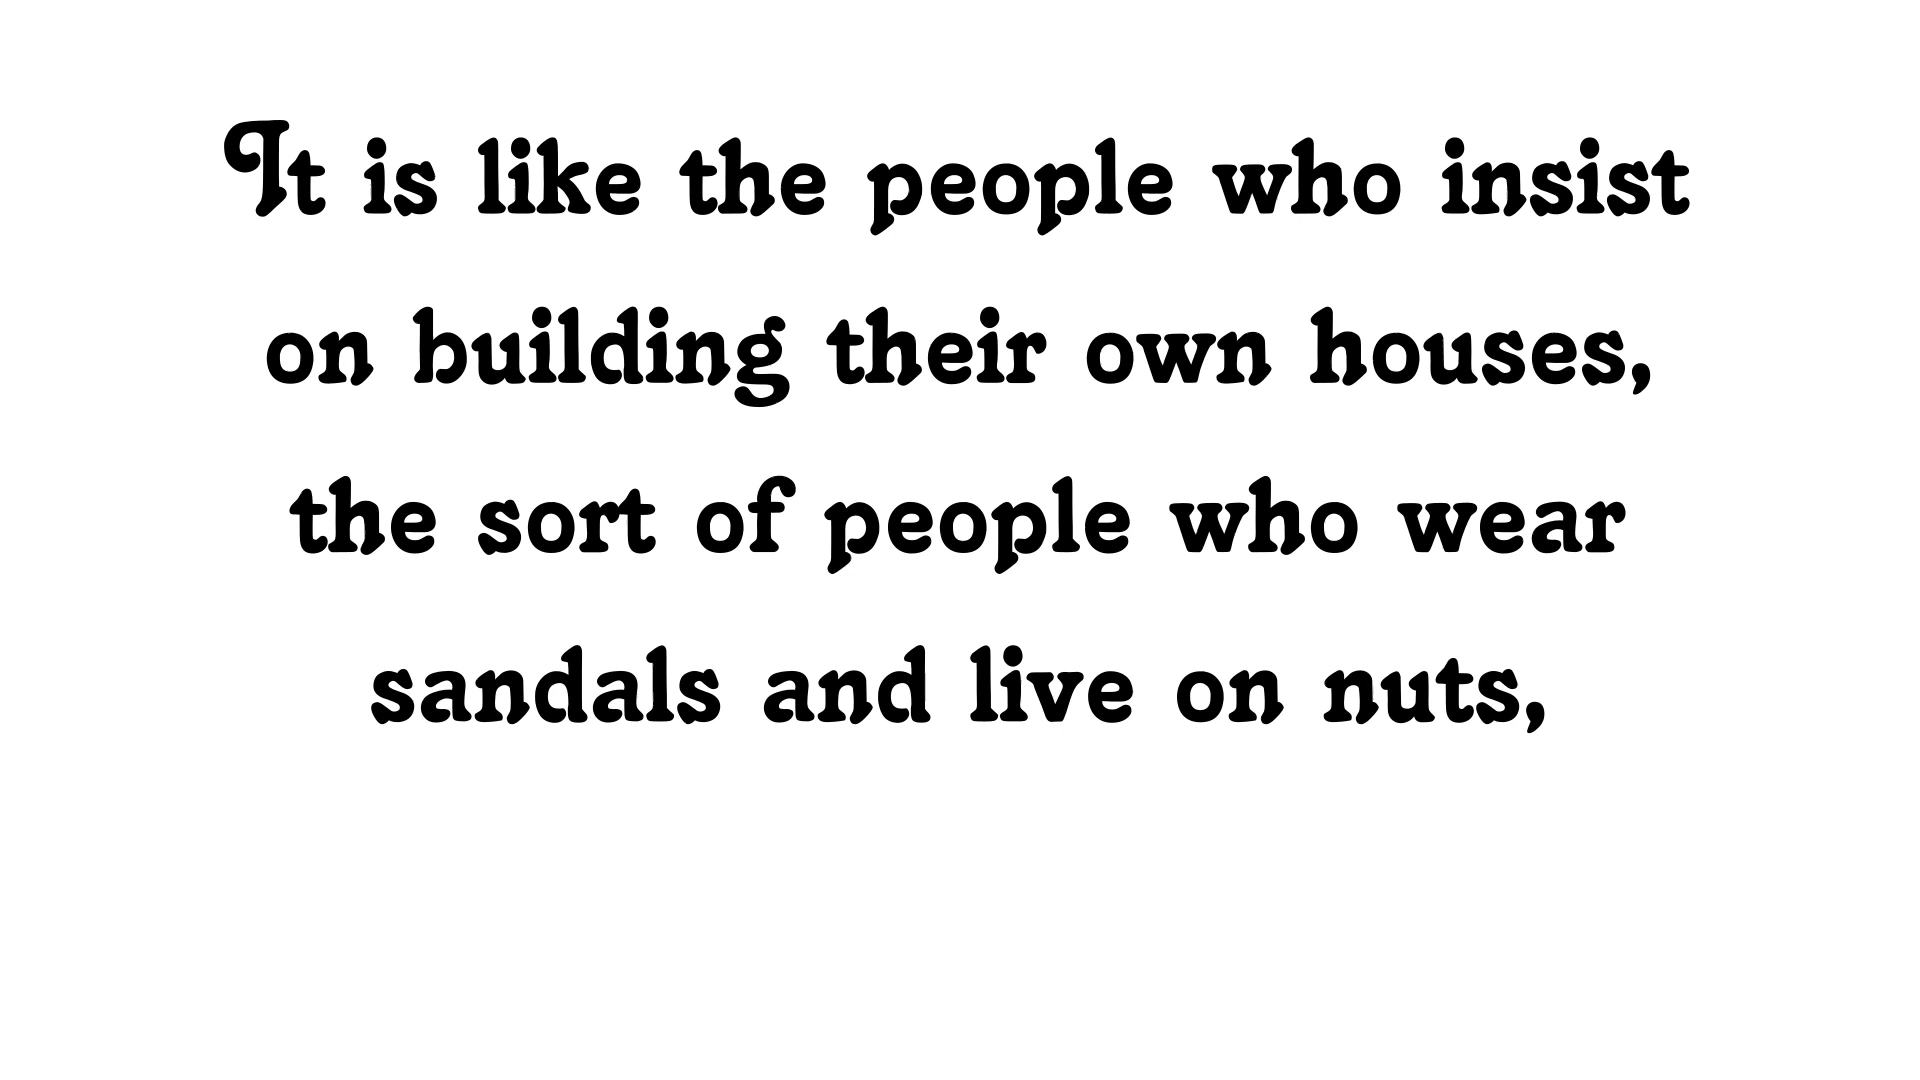 It is like the people who insist
on building their own houses,
the sort of people who wear
sandals and live on nuts,